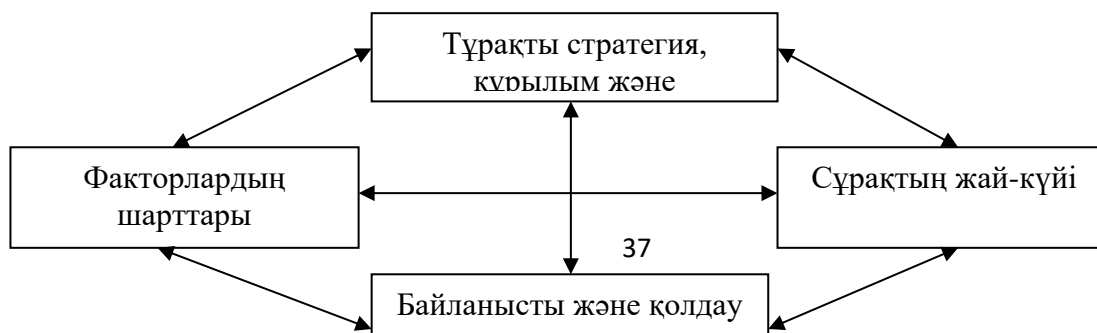 Тұрақты стратегия,
құрылым және
Факторлардың
шарттары
Сұрақтың жай-күйі
37
Байланысты және қолдау